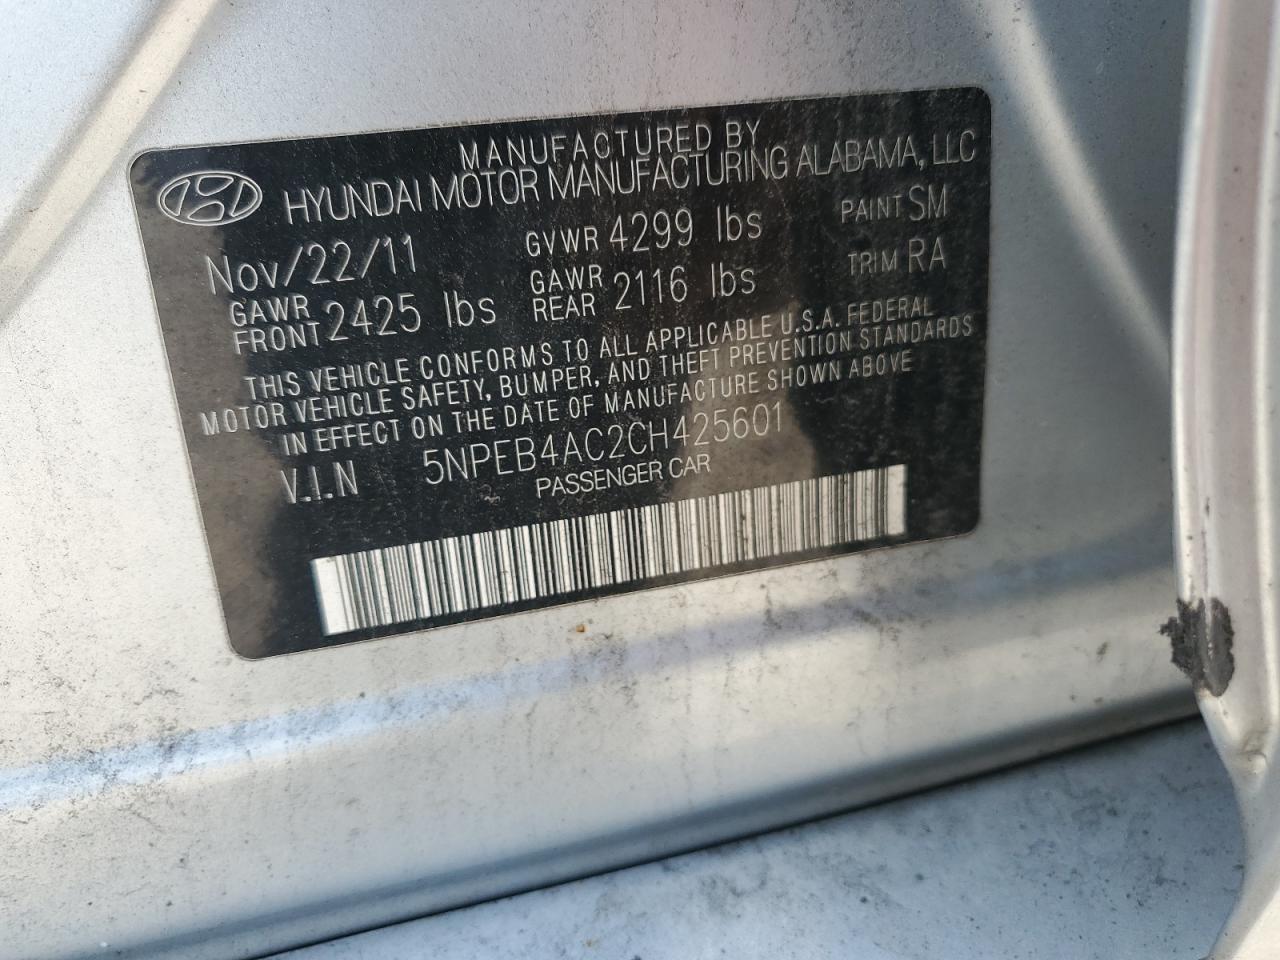 MANUFACTURED BY
HYUNDAI MOTOR MANUFACTURING ALABAMA, LLC
Nov/22/11 GVWR 4299 lbs PAINT SM
GAWR FRONT 2425 lbs GAWR REAR 2116 lbs TRIM RA
THIS VEHICLE CONFORMS TO ALL APPLICABLE U.S.A. FEDERAL
MOTOR VEHICLE SAFETY, BUMPER, AND THEFT PREVENTION STANDARDS
IN EFFECT ON THE DATE OF MANUFACTURE SHOWN ABOVE
V.I.N 5NPEB4AC2CH425601
PASSENGER CAR